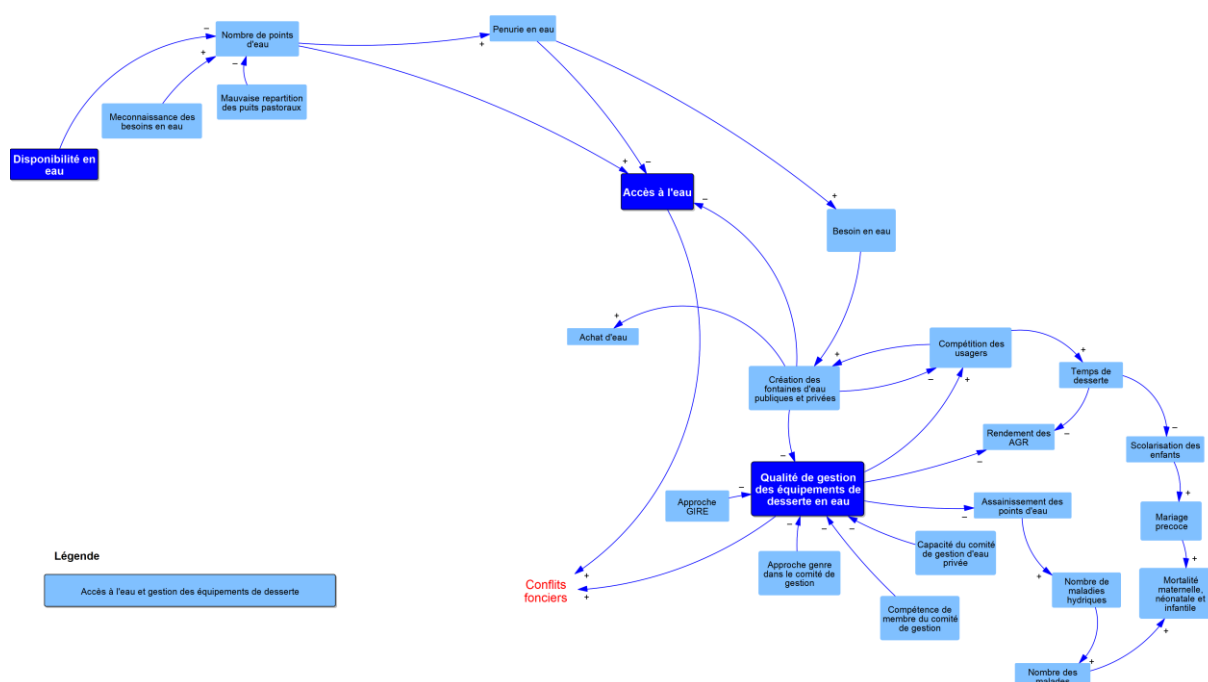 Nombre de points
d'eau
Penurie en eau
Meconnaissance des
besoins en eau
Mauvaise repartition
des puits pastoraux
Disponibilité en
eau
Accès à l'eau
Besoin en eau
Achat d'eau
Compétition des
usagers
Création des
fontaines d'eau
publiques et privées
Temps de
desserte
Rendement des
AGR
Scolarisation des
enfants
Qualité de gestion
des équipements de
desserte en eau
Approche
GIRE
Assainissement des
points d'eau
Mariage
precoce
Capacité du comité
de gestion d'eau
privée
Approche genre
dans le comité de
gestion
Légende
Accès à l'eau et gestion des équipements de desserte
Conflits
fonciers
Compétence de
membre du comité
de gestion
Nombre de
maladies
hydriques
Mortalité
maternelle,
néonatale et
infantile
Nombre des
malades